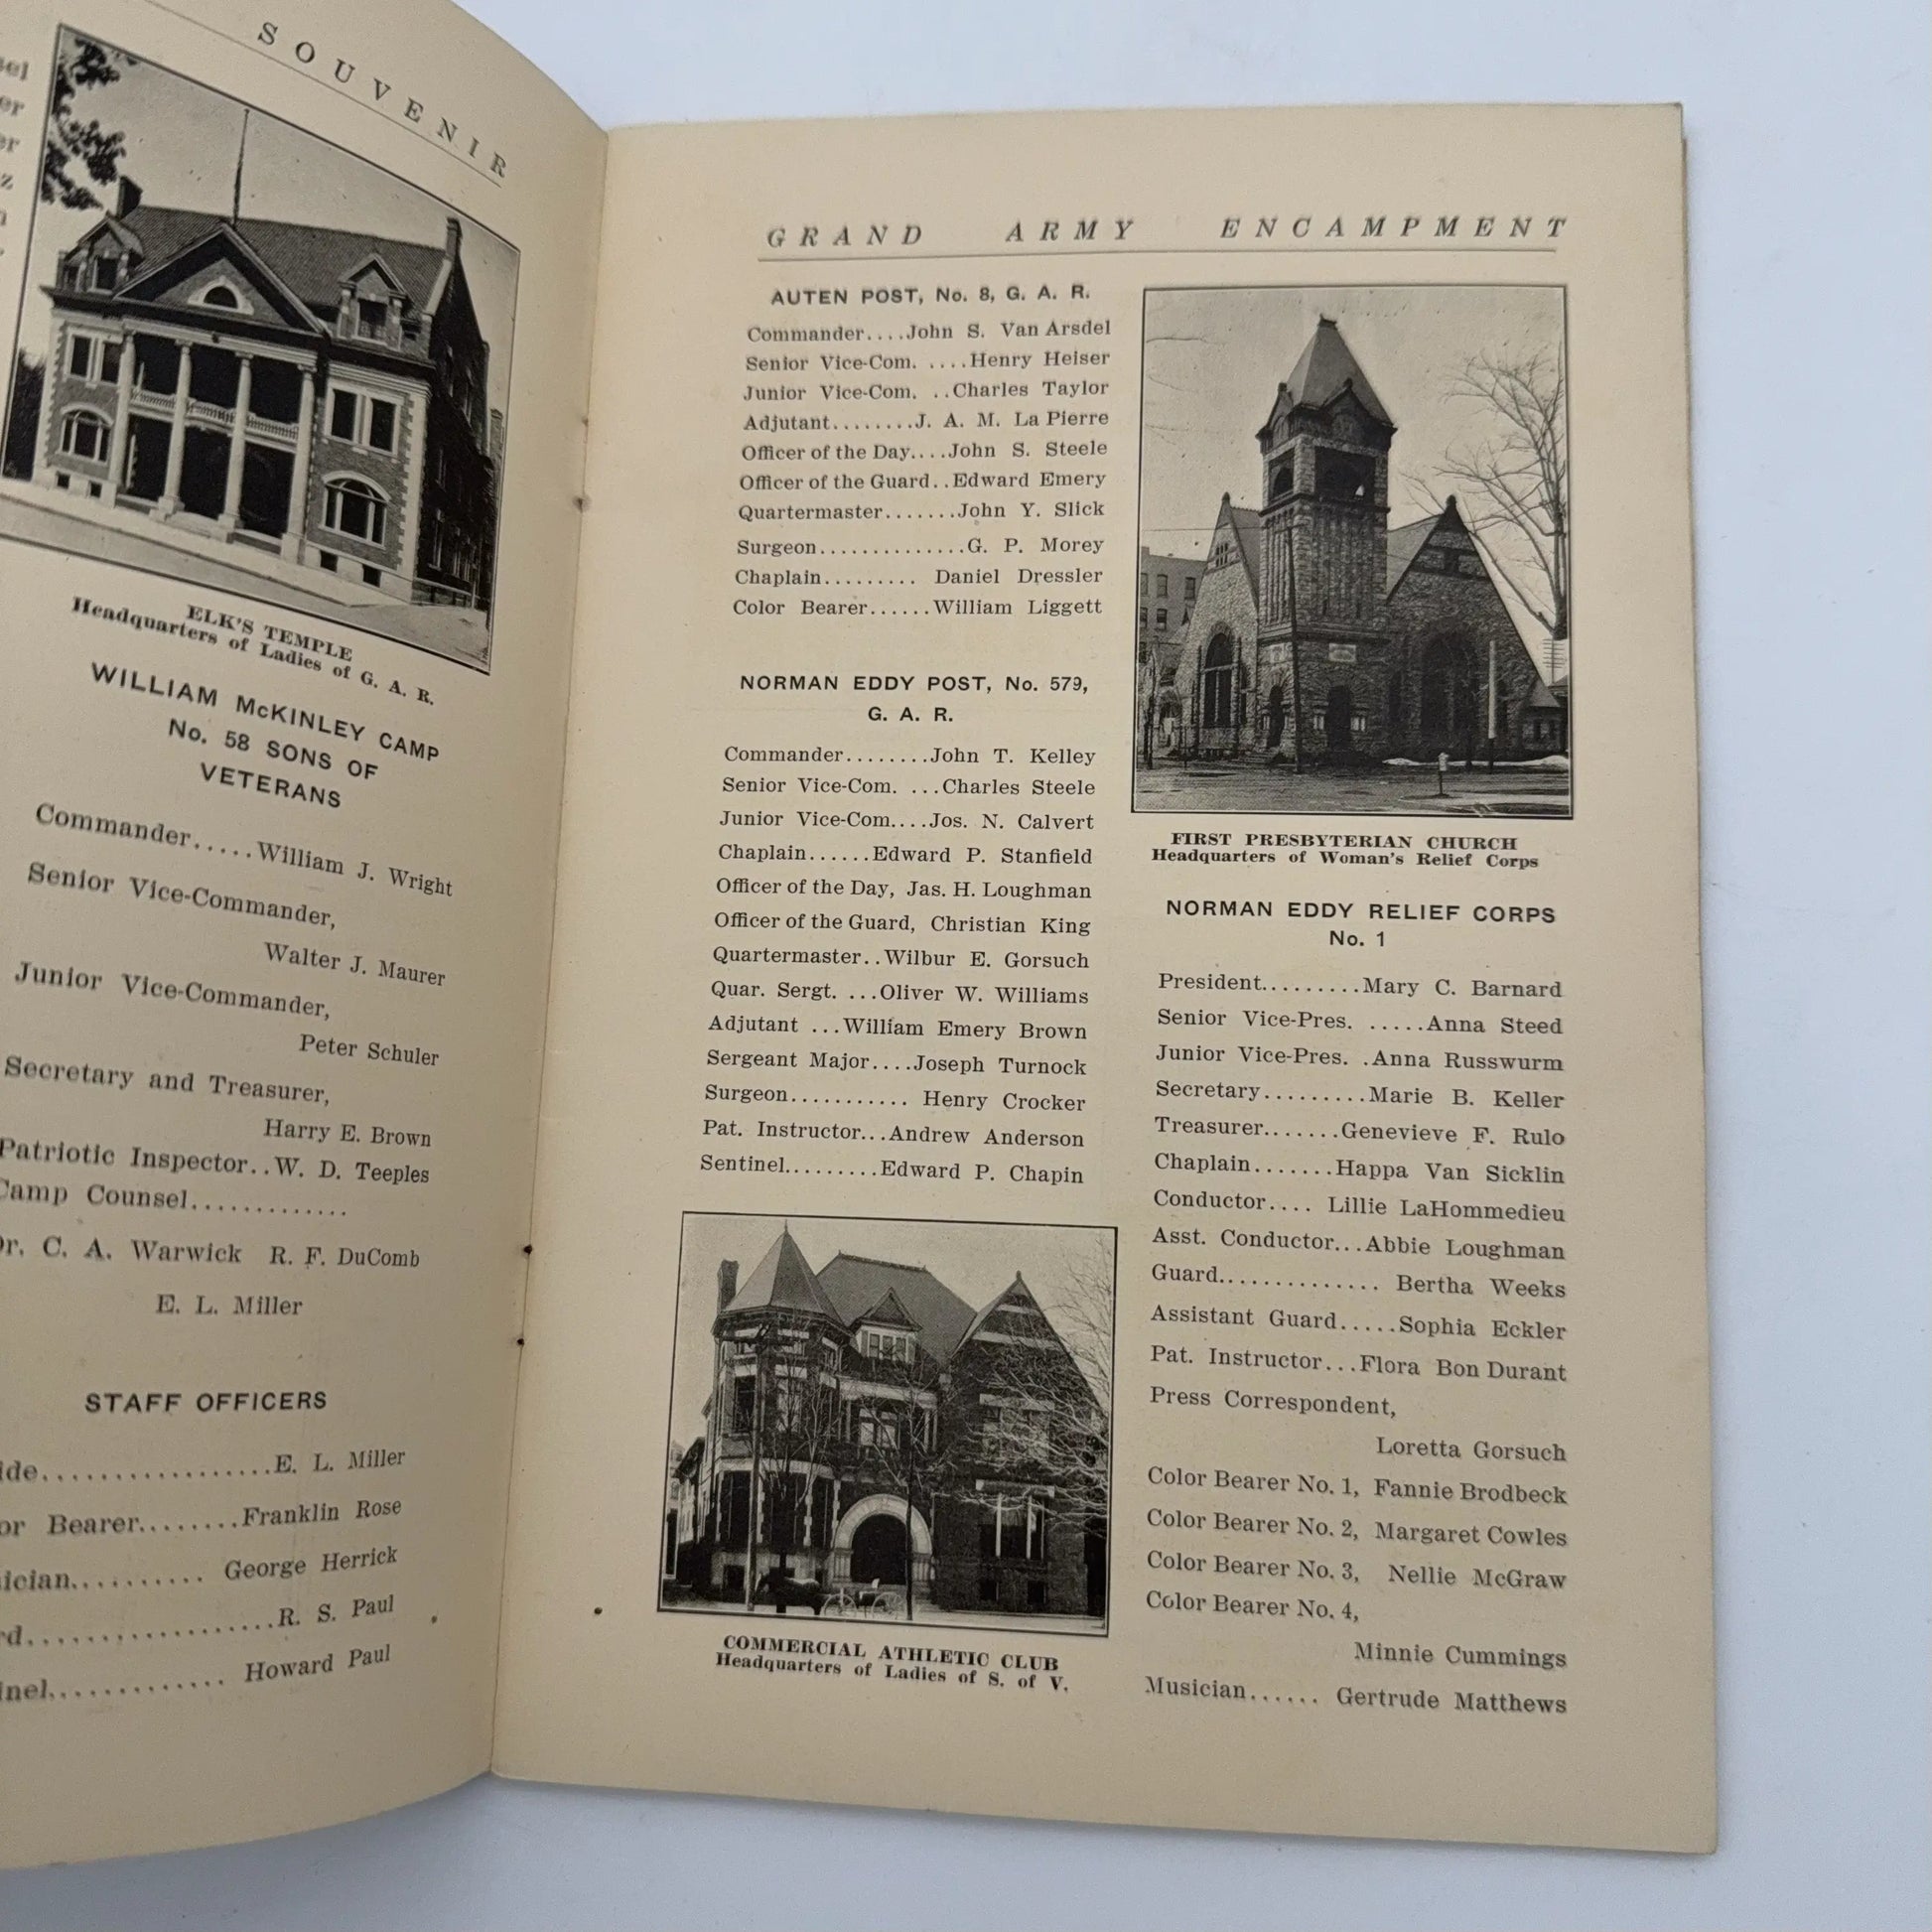 SOUVENIR
ELK'S TEMPLE
Headquarters of Ladies of G. A. R.
WILLIAM McKINLEY CAMP
No. 58 SONS OF
VETERANS
Commander.....William J. Wright
Senior Vice-Commander,
Walter J. Maurer
Junior Vice-Commander,
Peter Schuler
Secretary and Treasurer,
Harry E. Brown
Patriotic Inspector..W. D. Teeples
Camp Counsel.............
Dr. C. A. Warwick R. F. DuComb
E. L. Miller
STAFF OFFICERS
..................E. L. Miller
Bearer........Franklin Rose
.......... George Herrick
...................R. S. Paul
............. Howard Paul
GRAND ARMY ENCAMPMENT
AUTEN POST, No. 8, G. A. R.
Commander....John S. Van Arsdel
Senior Vice-Com. ....Henry Heiser
Junior Vice-Com. ..Charles Taylor
Adjutant........J. A. M. La Pierre
Officer of the Day....John S. Steele
Officer of the Guard..Edward Emery
Quartermaster.......John Y. Slick
Surgeon..............G. P. Morey
Chaplain......... Daniel Dressler
Color Bearer......William Liggett
NORMAN EDDY POST, No. 579,
G. A. R.
Commander........John T. Kelley
Senior Vice-Com. ...Charles Steele
Junior Vice-Com....Jos. N. Calvert
Chaplain......Edward P. Stanfield
Officer of the Day, Jas. H. Loughman
Officer of the Guard, Christian King
Quartermaster..Wilbur E. Gorsuch
Quar. Sergt. ...Oliver W. Williams
Adjutant ...William Emery Brown
Sergeant Major....Joseph Turnock
Surgeon........... Henry Crocker
Pat. Instructor...Andrew Anderson
Sentinel.........Edward P. Chapin
COMMERCIAL ATHLETIC CLUB
Headquarters of Ladies of S. of V.
FIRST PRESBYTERIAN CHURCH
Headquarters of Woman's Relief Corps
NORMAN EDDY RELIEF CORPS
No. 1
President.........Mary C. Barnard
Senior Vice-Pres. .....Anna Steed
Junior Vice-Pres. .Anna Russwurm
Secretary.........Marie B. Keller
Treasurer.......Genevieve F. Rulo
Chaplain.......Happa Van Sicklin
Conductor.... Lillie LaHommedieu
Asst. Conductor...Abbie Loughman
Guard.............. Bertha Weeks
Assistant Guard.....Sophia Eckler
Pat. Instructor...Flora Bon Durant
Press Correspondent,
Loretta Gorsuch
Color Bearer No. 1, Fannie Brodbeck
Color Bearer No. 2, Margaret Cowles
Color Bearer No. 3, Nellie McGraw
Color Bearer No. 4,
Minnie Cummings
Musician...... Gertrude Matthews